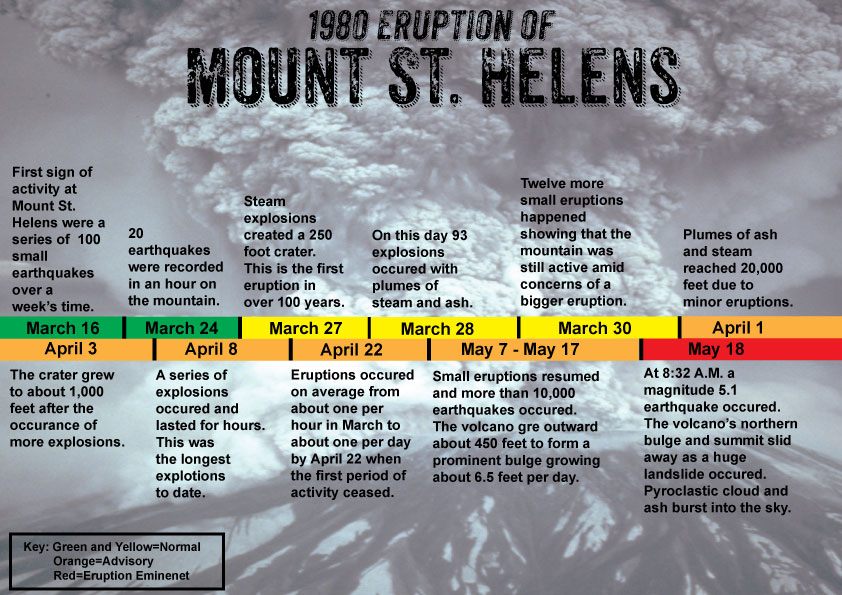 1980 ERUPTION OF
MOUNT ST. HELENS
First sign of
activity at
Mount St.
Helens were a
series of 100
small
earthquakes
over a
week's time.
20
earthquakes
were recorded
in an hour on
the mountain.
Steam
explosions
created a 250
foot crater.
This is the first
eruption in
over 100 years.
On this day 93
explosions
occured with
plumes of
steam and ash.
Twelve more
small eruptions
happened
showing that the
mountain was
still active amid
concerns of a
bigger eruption.
Plumes of ash
and steam
reached 20,000
feet due to
minor eruptions.
March 16
March 24
March 27
March 28
March 30
April 1
April 3
April 8
April 22
May 7 - May 17
May 18
The crater grew
to about 1,000
feet after the
occurance of
more explosions.
A series of
explosions
occured and
lasted for hours.
This was
the longest
explotions
to date.
Eruptions occured
on average from
about one per
hour in March to
about one per day
by April 22 when
the first period of
activity ceased.
Small eruptions resumed
and more than 10,000
earthquakes occured.
The volcano gre outward
about 450 feet to form a
prominent bulge growing
about 6.5 feet per day.
At 8:32 A.M. a
magnitude 5.1
earthquake occured.
The volcano's northern
bulge and summit slid
away as a huge
landslide occured.
Pyroclastic cloud and
ash burst into the sky.
Key: Green and Yellow=Normal
Orange=Advisory
Red=Eruption Eminenet